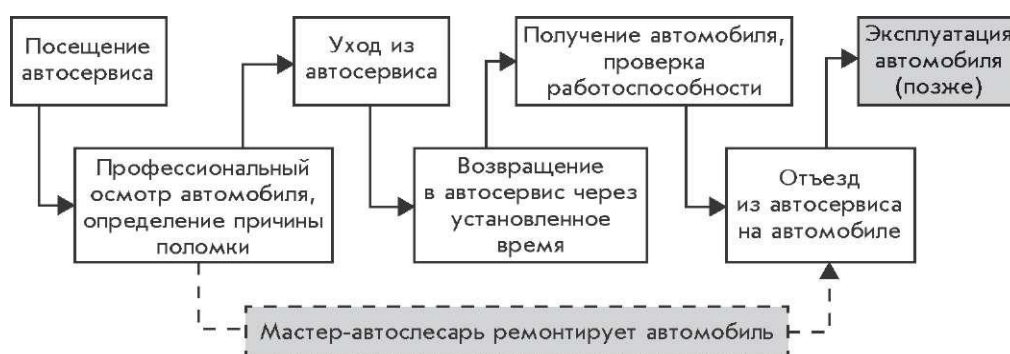 Посещение
автосервиса
Профессиональный
осмотр автомобиля,
определение причины
поломки
Уход из
автосервиса
Возвращение
в автосервис через
установленное
время
Получение автомобиля,
проверка
работоспособности
Отъезд
из автосервиса
на автомобиле
Эксплуатация
автомобиля
(позже)
Мастер-автослесарь ремонтирует автомобиль